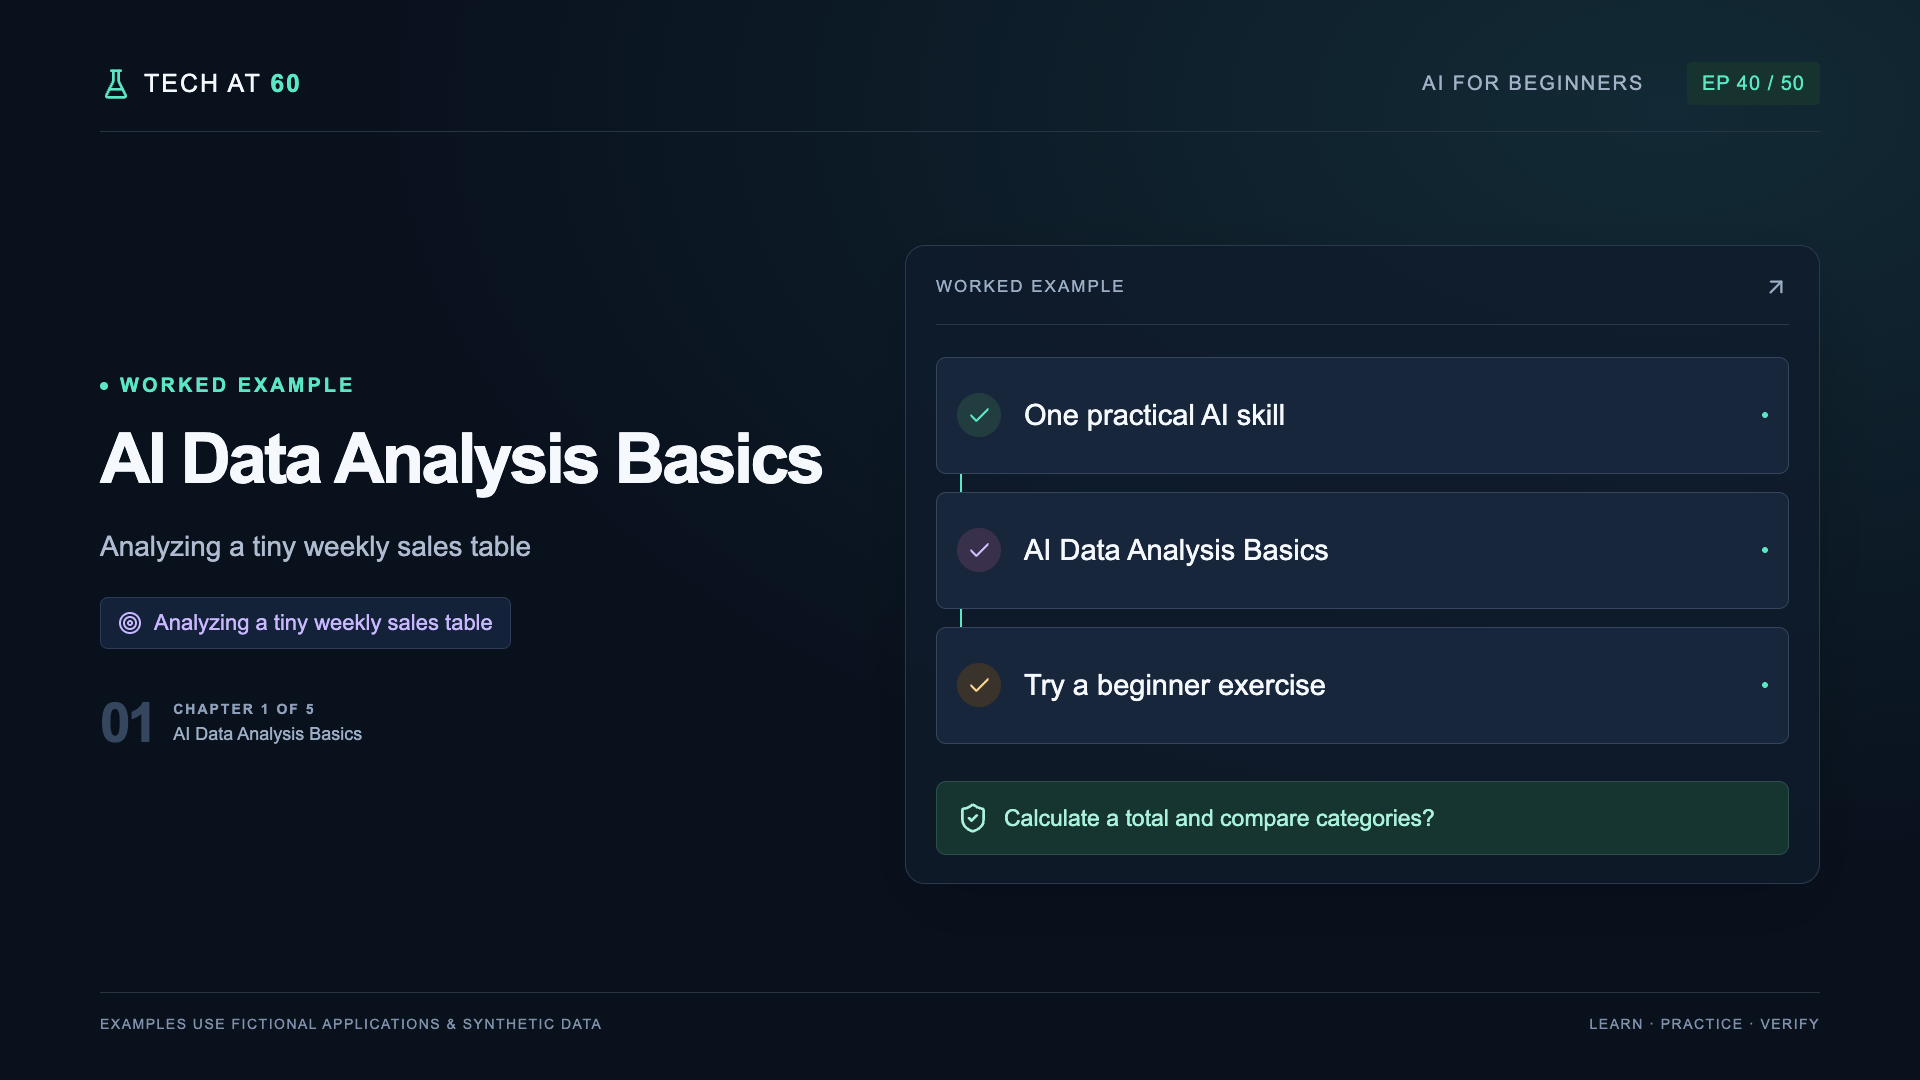 TECH AT 60
AI FOR BEGINNERS
EP 40 / 50
WORKED EXAMPLE
AI Data Analysis Basics
Analyzing a tiny weekly sales table
Analyzing a tiny weekly sales table
01
CHAPTER 1 OF 5
AI Data Analysis Basics
WORKED EXAMPLE
One practical AI skill
AI Data Analysis Basics
Try a beginner exercise
Calculate a total and compare categories?
EXAMPLES USE FICTIONAL APPLICATIONS & SYNTHETIC DATA
LEARN · PRACTICE · VERIFY